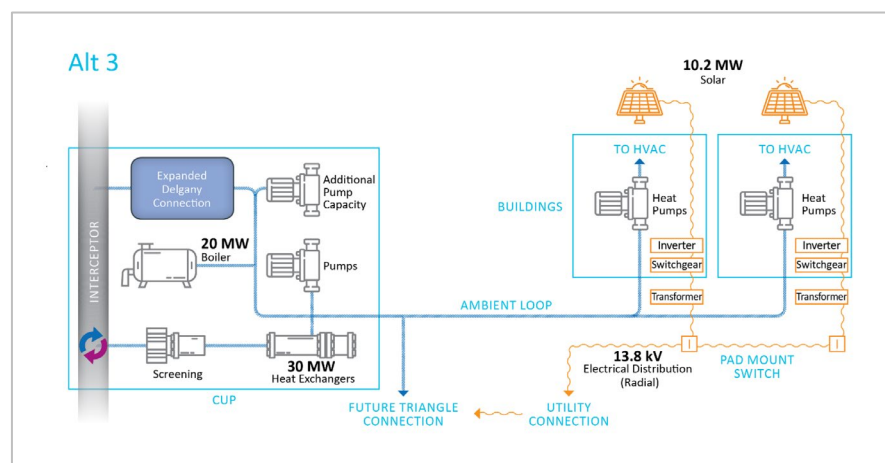 Alt 3
10.2 MW
Solar
TO HVAC
TO HVAC
Expanded
Delgany
Connection
Additional
Pump
Capacity
Heat
Pumps
Heat
Pumps
BUILDINGS
INTERCEPTOR
20 MW
Boiler
Pumps
Inverter
Switchgear
Inverter
Switchgear
AMBIENT LOOP
Transformer
Transformer
Screening
30 MW
Heat Exchangers
13.8 kV
Electrical Distribution
(Radial)
PAD MOUNT
SWITCH
CUP
FUTURE TRIANGLE
CONNECTION
UTILITY
CONNECTION